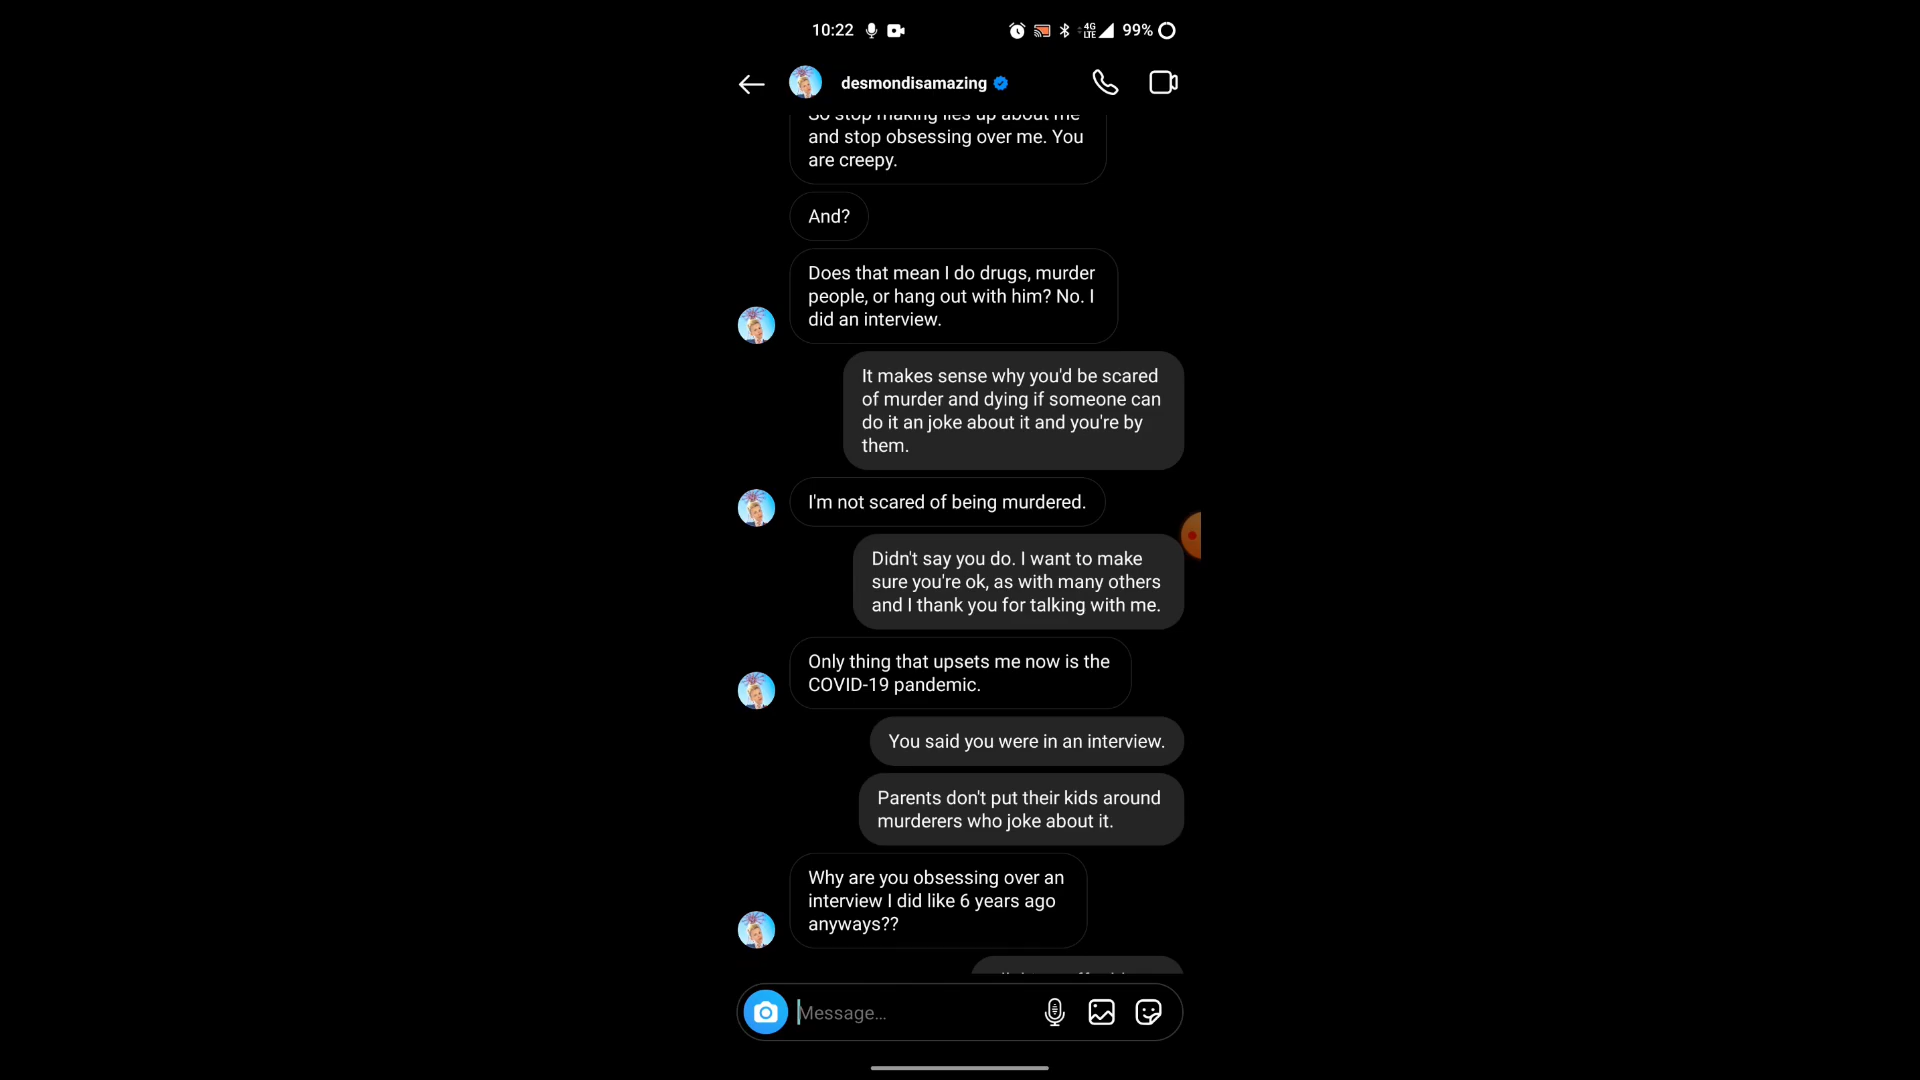 10:22
4G
LTE
99%
desmondisamazing
So stop making lies up about me
and stop obsessing over me. You
are creepy.
And?
Does that mean I do drugs, murder
people, or hang out with him? No. I
did an interview.
It makes sense why you'd be scared
of murder and dying if someone can
do it an joke about it and you're by
them.
I'm not scared of being murdered.
Didn't say you do. I want to make
sure you're ok, as with many others
and I thank you for talking with me.
Only thing that upsets me now is the
COVID-19 pandemic.
You said you were in an interview.
Parents don't put their kids around
murderers who joke about it.
Why are you obsessing over an
interview I did like 6 years ago
anyways??
Message...